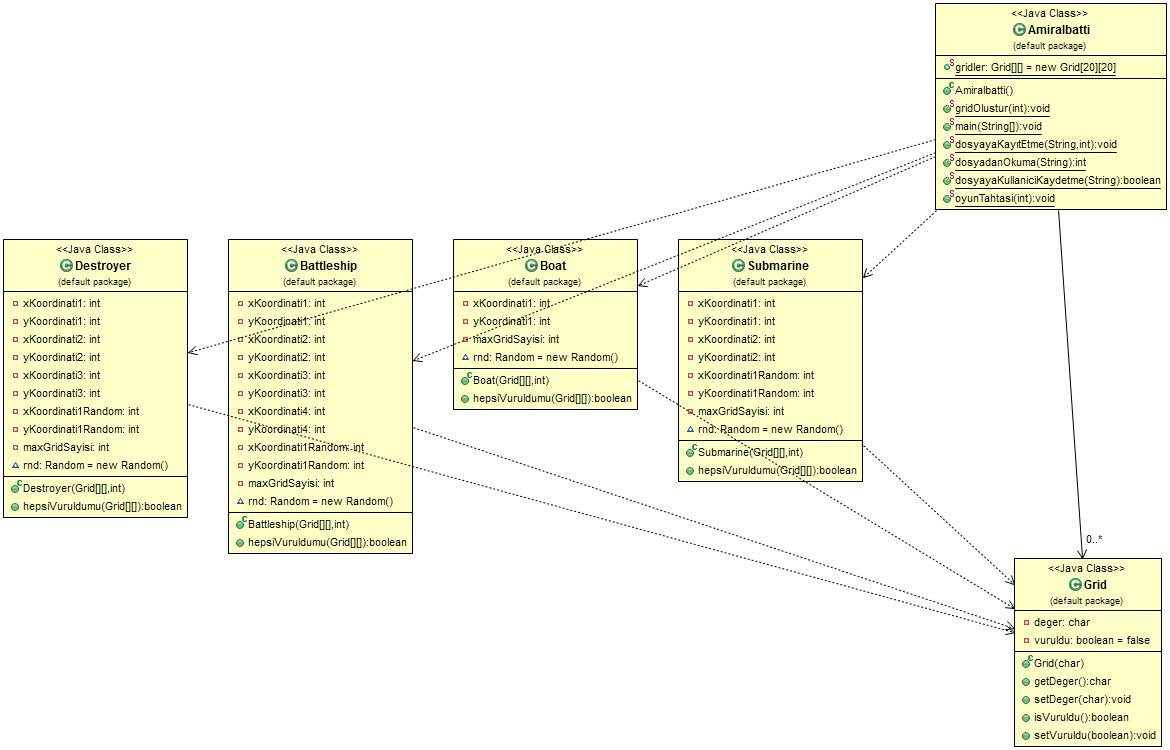 <<Java Class>>
Amiralbatti
(default package)
gridler: Grid[][] = new Grid[20][20]
Amiralbatti()
gridOlustur(int):void
main(String[]):void
dosyayaKayıtEtme(String,int):void
dosyadanOkuma(String):int
dosyayaKullaniciKaydetme(String):boolean
oyunTahtasi(int):void
<<Java Class>>
Destroyer
(default package)
xKoordinati1: int
yKoordinati1: int
xKoordinati2: int
yKoordinati2: int
xKoordinati3: int
yKoordinati3: int
xKoordinati1Random: int
yKoordinati1Random: int
maxGridSayisi: int
rnd: Random = new Random()
Destroyer(Grid[][],int)
hepsiVuruldumu(Grid[][]):boolean
<<Java Class>>
Battleship
(default package)
xKoordinati1: int
yKoordinati1: int
xKoordinati2: int
yKoordinati2: int
xKoordinati3: int
yKoordinati3: int
xKoordinati4: int
yKoordinati4: int
xKoordinati1Random: int
yKoordinati1Random: int
maxGridSayisi: int
rnd: Random = new Random()
Battleship(Grid[][],int)
hepsiVuruldumu(Grid[][]):boolean
<<Java Class>>
Boat
(default package)
xKoordinati1: int
yKoordinati1: int
maxGridSayisi: int
rnd: Random = new Random()
Boat(Grid[][],int)
hepsiVuruldumu(Grid[][]):boolean
<<Java Class>>
Submarine
(default package)
xKoordinati1: int
yKoordinati1: int
xKoordinati2: int
yKoordinati2: int
xKoordinati1Random: int
yKoordinati1Random: int
maxGridSayisi: int
rnd: Random = new Random()
Submarine(Grid[][],int)
hepsiVuruldumu(Grid[][]):boolean
0..*
<<Java Class>>
Grid
(default package)
deger: char
vuruldu: boolean = false
Grid(char)
getDeger():char
setDeger(char):void
isVuruldu():boolean
setVuruldu(boolean):void